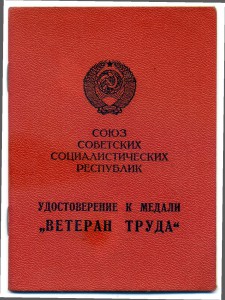 СОЮЗ
СОВЕТСКИХ
СОЦИАЛИСТИЧЕСКИХ
РЕСПУБЛИК
УДОСТОВЕРЕНИЕ К МЕДАЛИ
„ВЕТЕРАН ТРУДА“